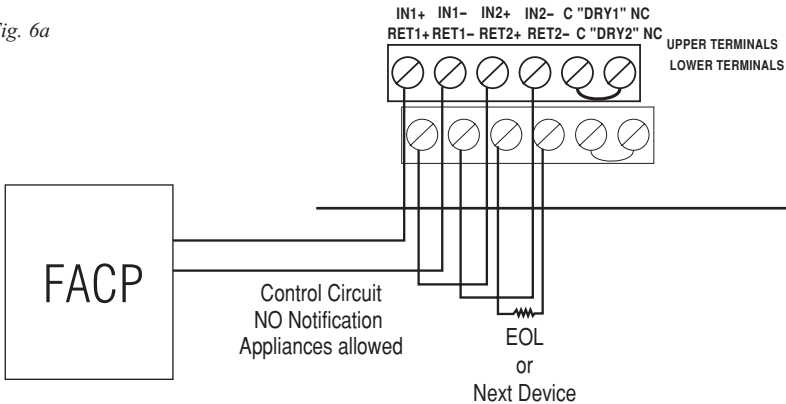 Fig. 6a
IN1+ IN1– IN2+ IN2– C "DRY1" NC
RET1+ RET1– RET2+ RET2– C "DRY2" NC
UPPER TERMINALS
LOWER TERMINALS
FACP
Control Circuit
NO Notification
Appliances allowed
EOL
or
Next Device